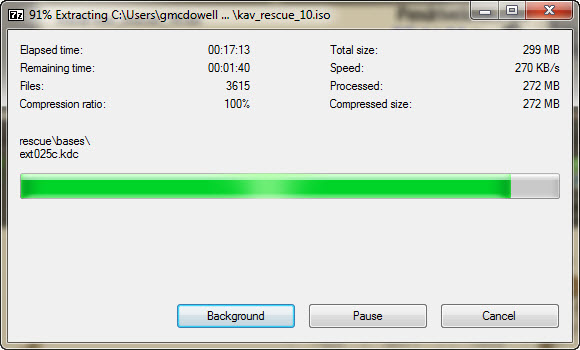 7z 91% Extracting C:\Users\gmcdowell ... \kav_rescue_10.iso
Elapsed time: 00:17:13 Total size: 299 MB
Remaining time: 00:01:40 Speed: 270 KB/s
Files: 3615 Processed: 272 MB
Compression ratio: 100% Compressed size: 272 MB
rescue\bases\
ext025c.kdc
Background Pause Cancel